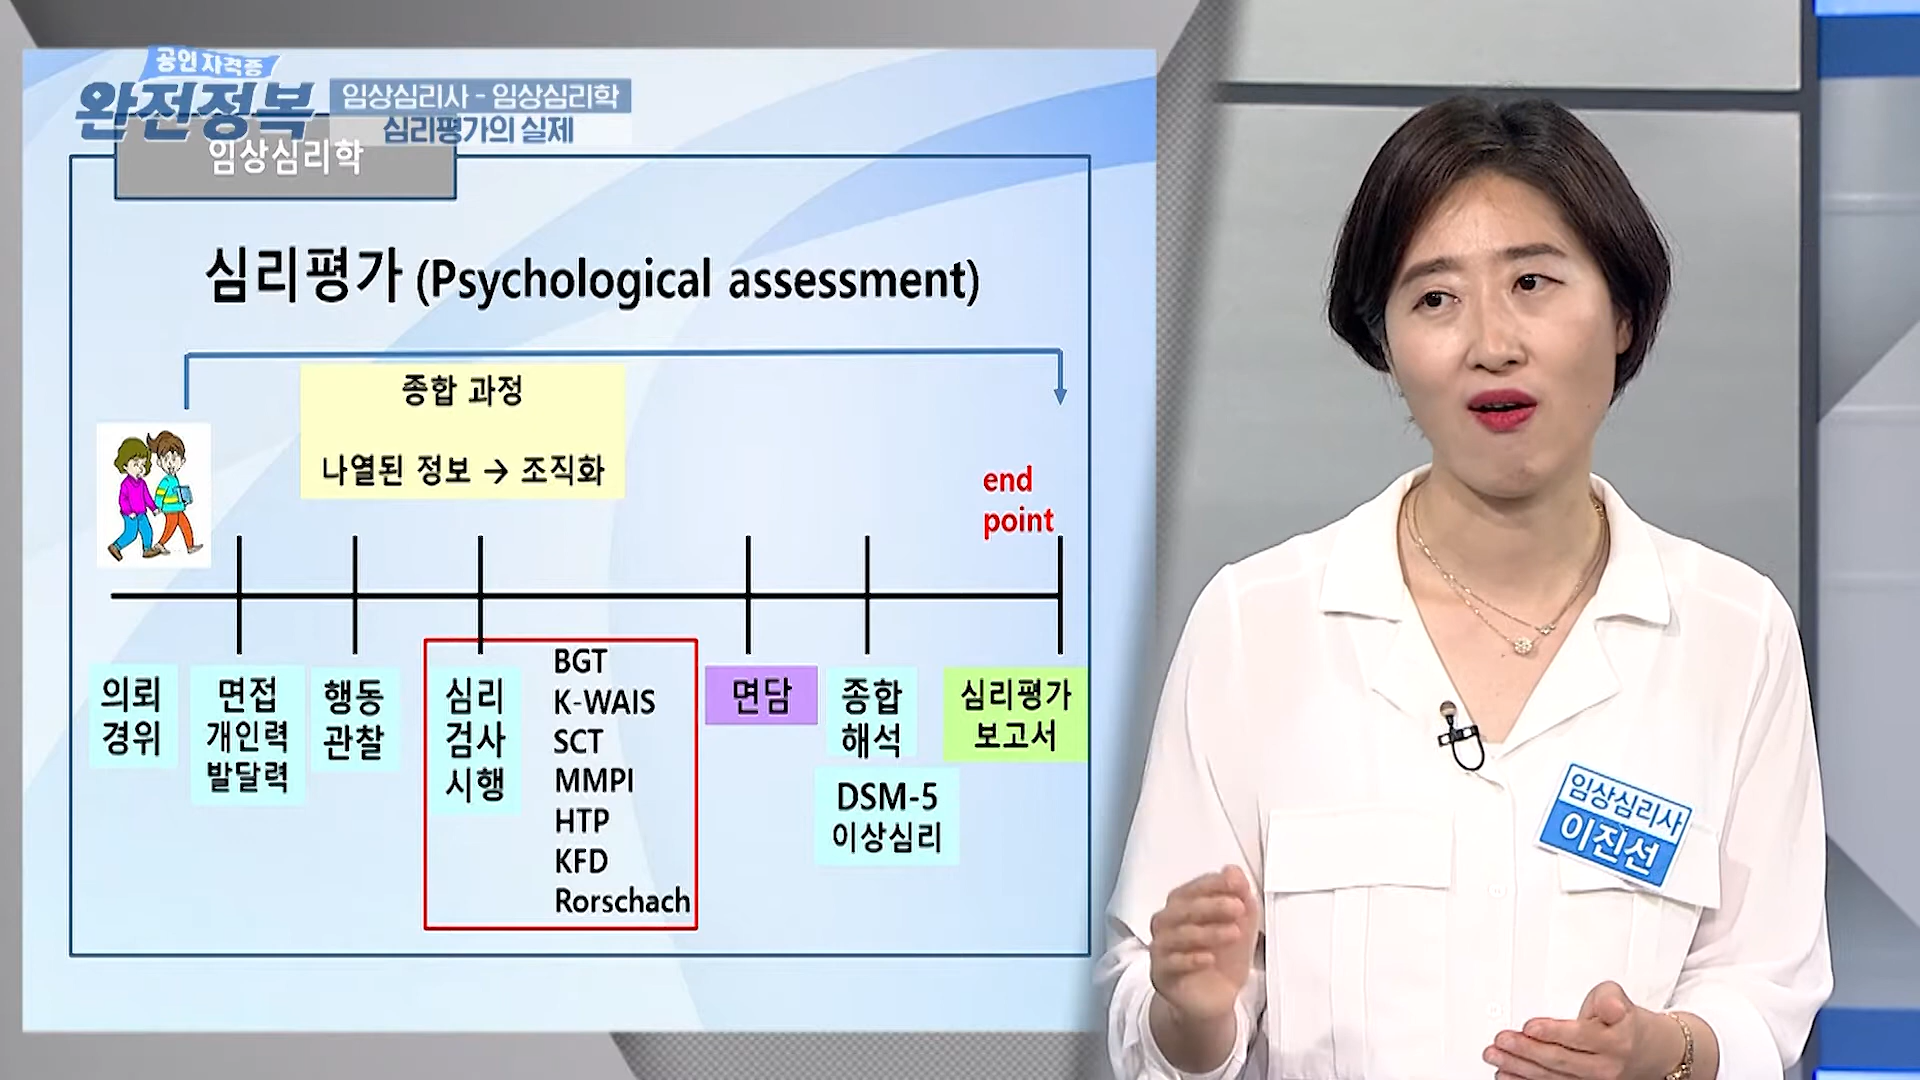 공인 자격증
완전정복
임상심리사 - 임상심리학
심리평가의 실제
임상심리학
심리평가 (Psychological assessment)
종합 과정
나열된 정보 → 조직화
end
point
의뢰
경위
면접
개인력
발달력
행동
관찰
심리
검사
시행
BGT
K-WAIS
SCT
MMPI
HTP
KFD
Rorschach
면담
종합
해석
DSM-5
이상심리
심리평가
보고서
임상심리사
이진선